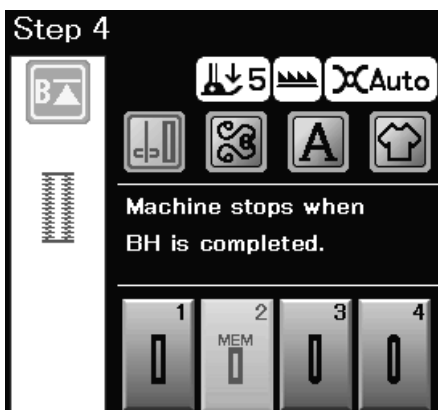 Step 4
B
5
Auto
A
Machine stops when
BH is completed.
1 2 3 4
MEM